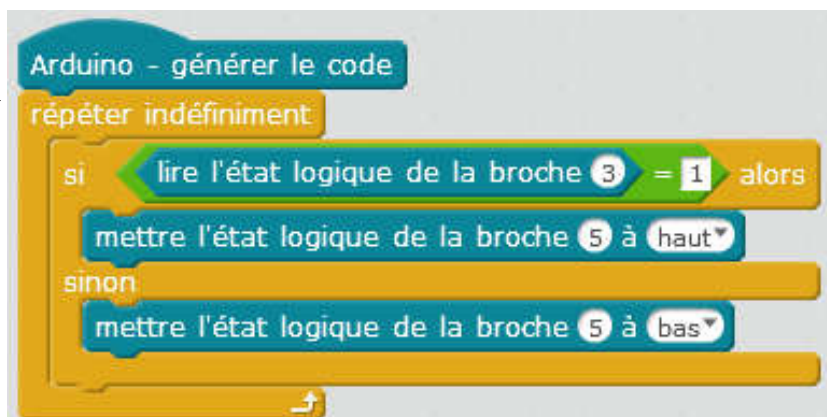 Arduino - générer le code
répéter indéfiniment
si lire l'état logique de la broche 3 = 1 alors
mettre l'état logique de la broche 5 à haut
sinon
mettre l'état logique de la broche 5 à bas